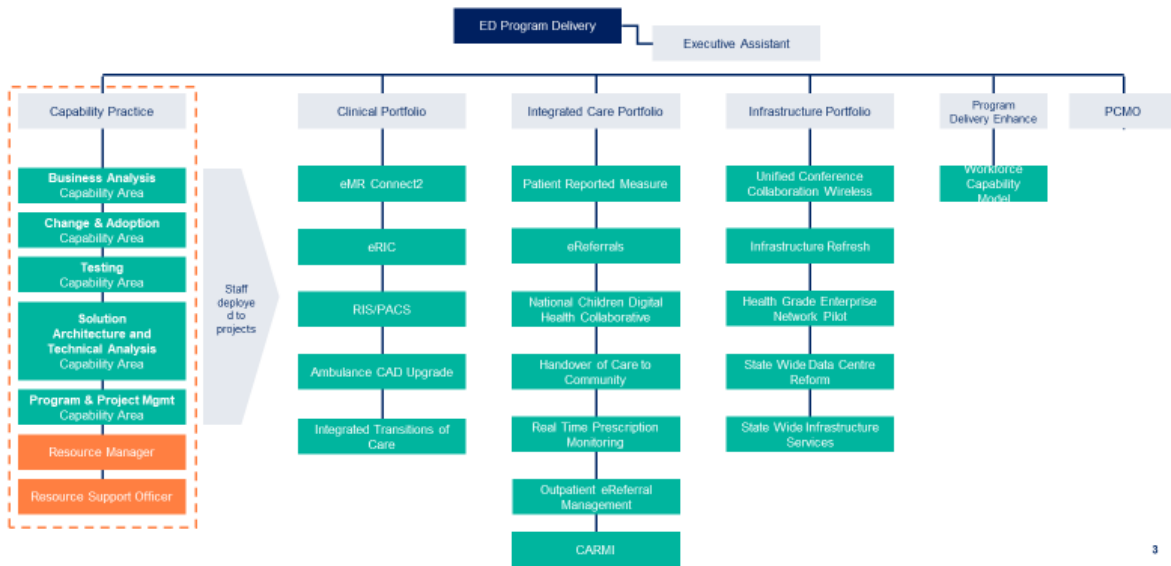 ED Program Delivery
Executive Assistant
Capability Practice
Clinical Portfolio
Integrated Care Portfolio
Infrastructure Portfolio
Program
Delivery Enhance
PCMO
Business Analysis
Capability Area
Change & Adoption
Capability Area
Testing
Capability Area
Solution
Architecture and
Technical Analysis
Capability Area
Program & Project Mgmt
Capability Area
Resource Manager
Resource Support Officer
Staff
deploye
d to
projects
eMR Connect2
eRIC
RIS/PACS
Ambulance CAD Upgrade
Integrated Transitions of
Care
Patient Reported Measure
eReferrals
National Children Digital
Health Collaborative
Handover of Care to
Community
Real Time Prescription
Monitoring
Outpatient eReferral
Management
CARMI
Unified Conference
Collaboration Wireless
Infrastructure Refresh
Health Grade Enterprise
Network Pilot
State Wide Data Centre
Reform
State Wide Infrastructure
Services
Workforce
Capability
Model
3